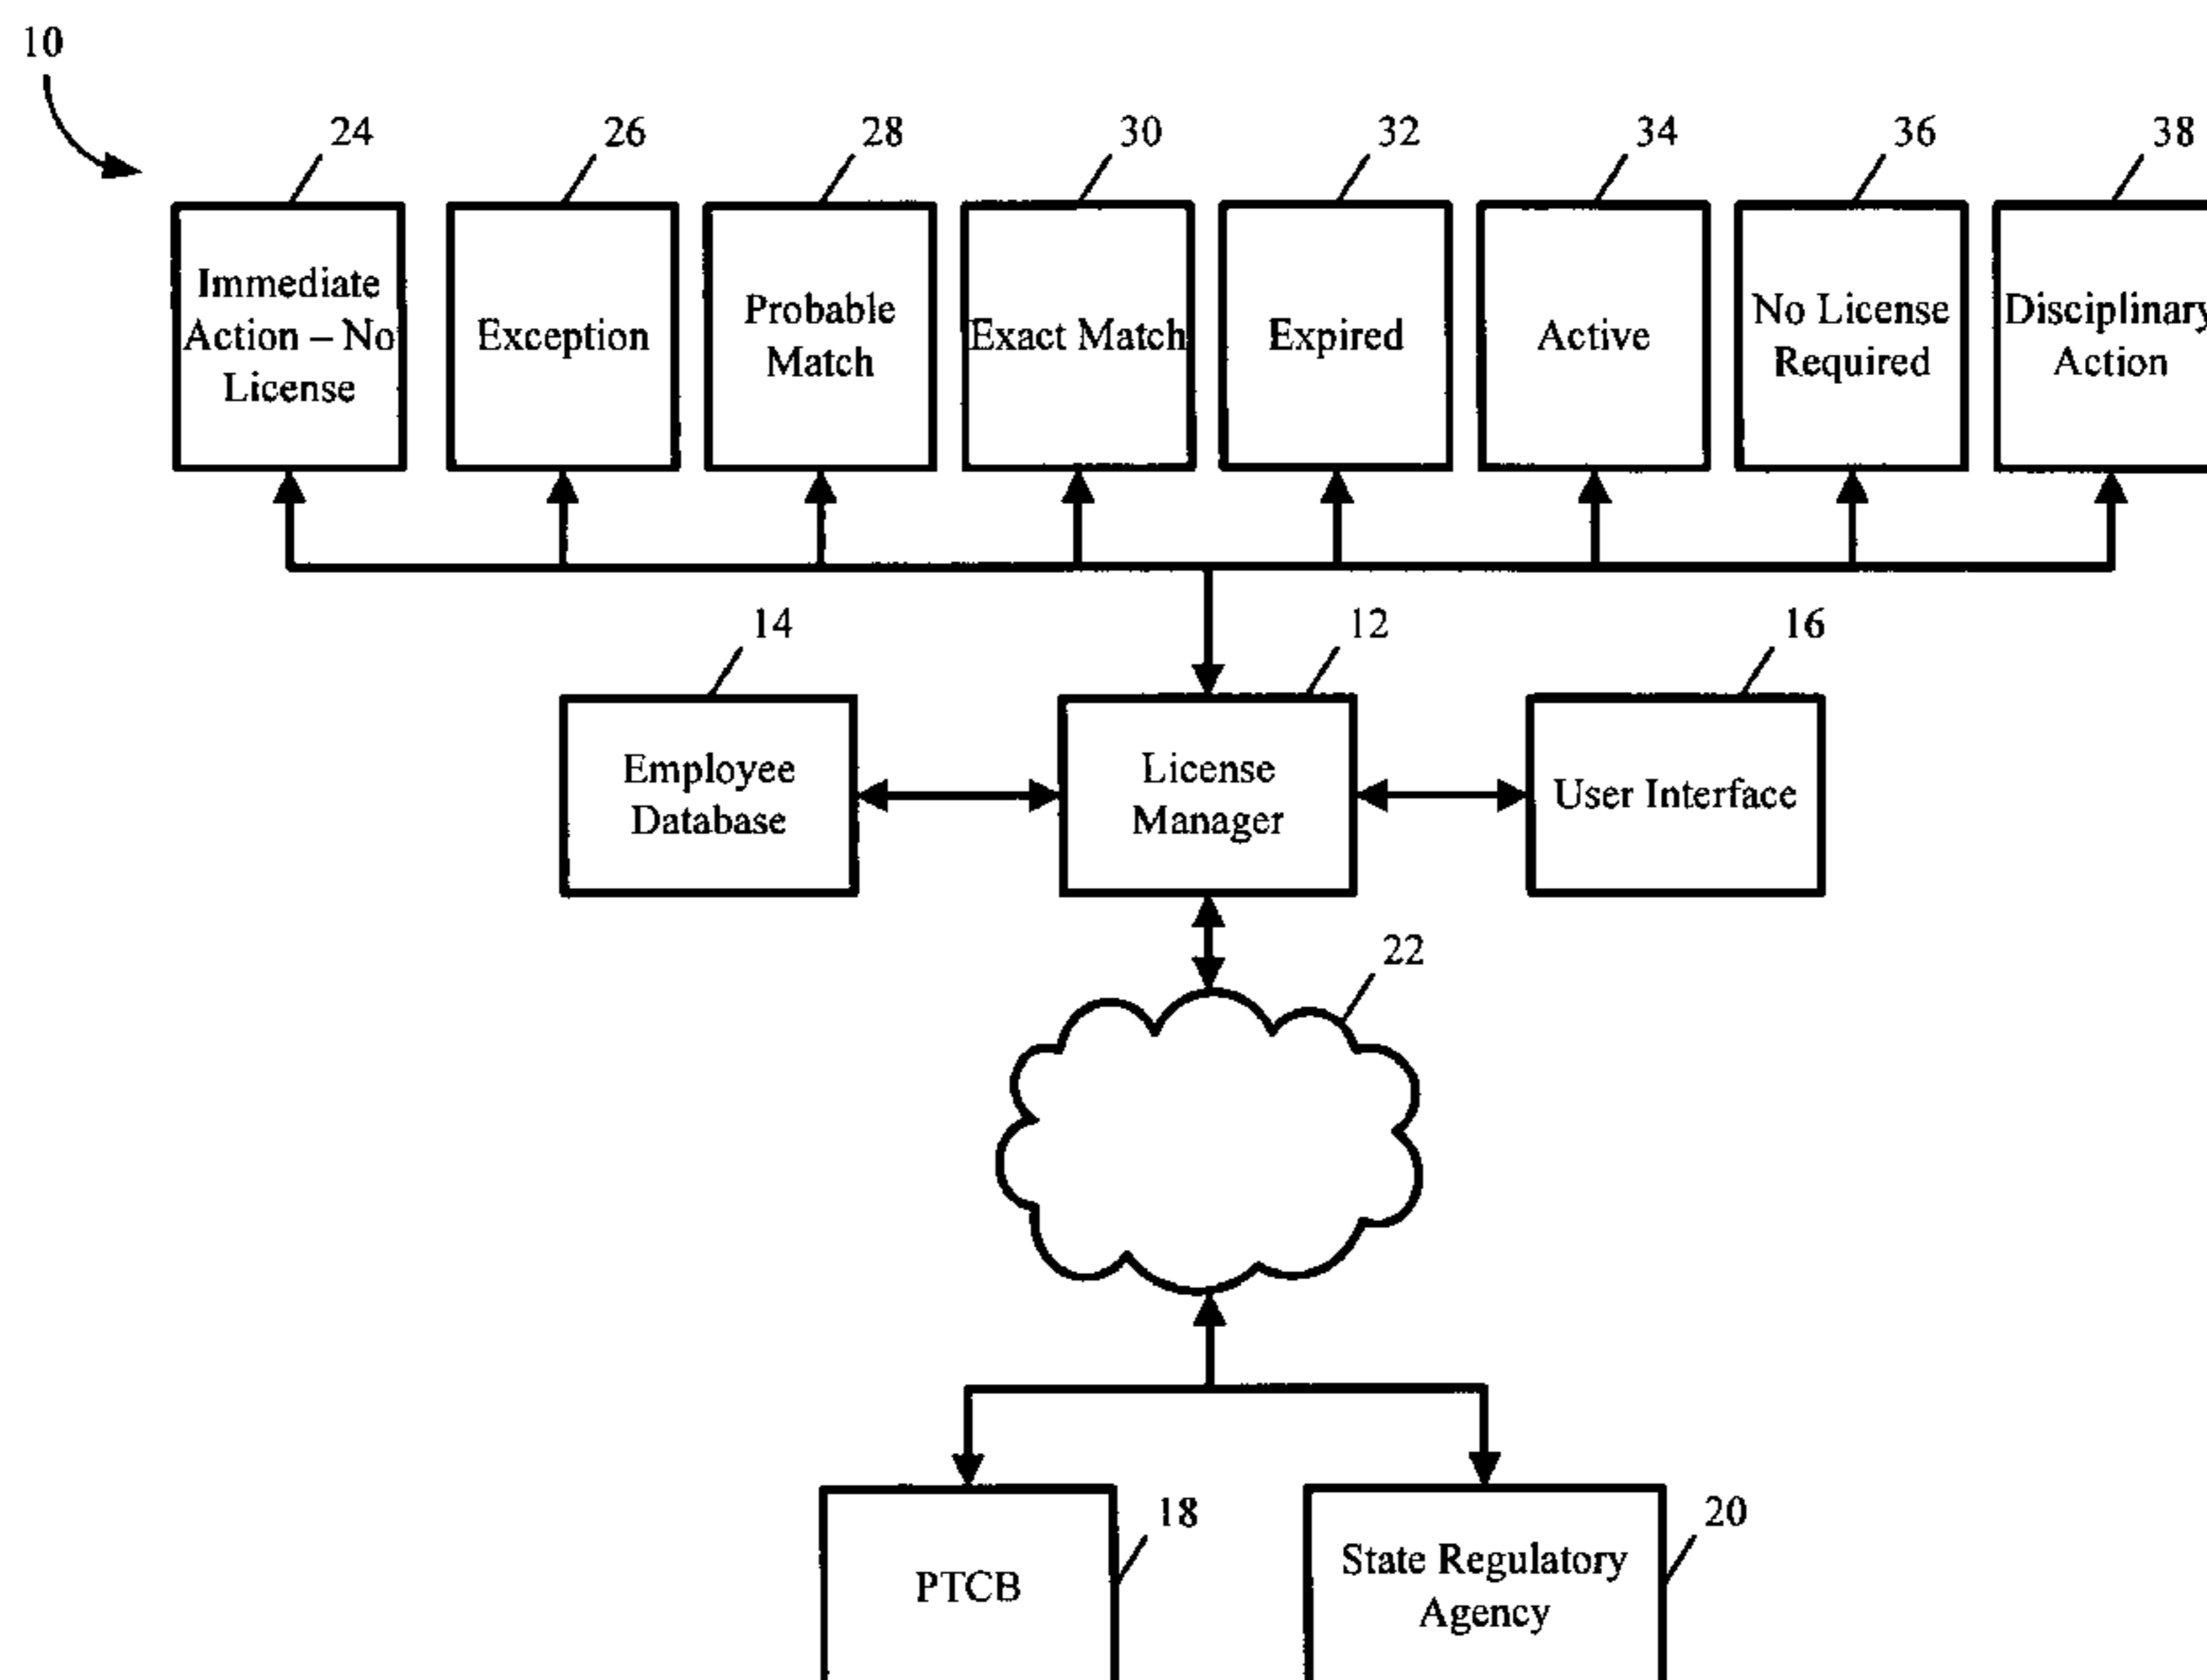 10
24
26
28
30
32
34
36
38
Immediate
Action – No
License
Exception
Probable
Match
Exact Match
Expired
Active
No License
Required
Disciplinary
Action
14
12
16
Employee
Database
License
Manager
User Interface
22
18
20
PTCB
State Regulatory
Agency